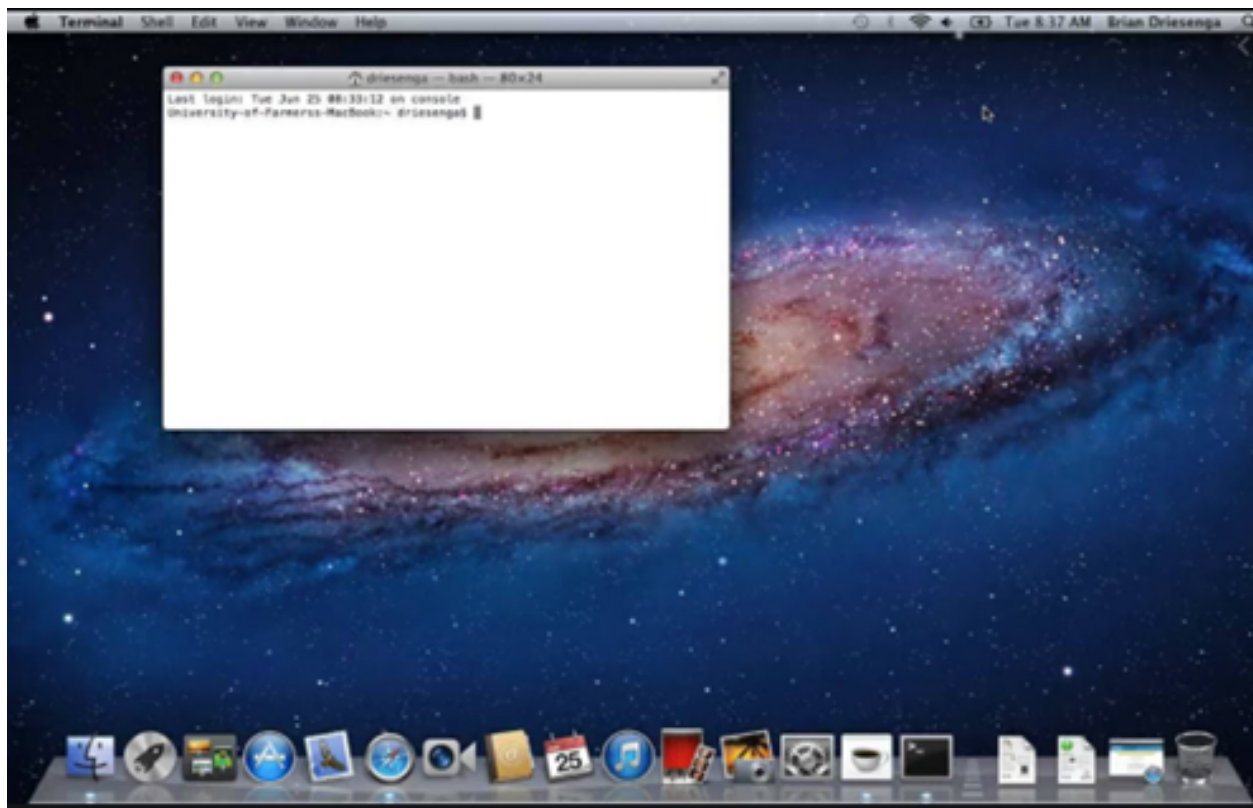 Terminal Shell Edit View Window Help Tue 8:37 AM Brian Driesenga
driesenga — bash — 80×24
Last login: Tue Jun 25 08:33:12 on console
University-of-Farmerss-MacBook:~ driesenga$
25